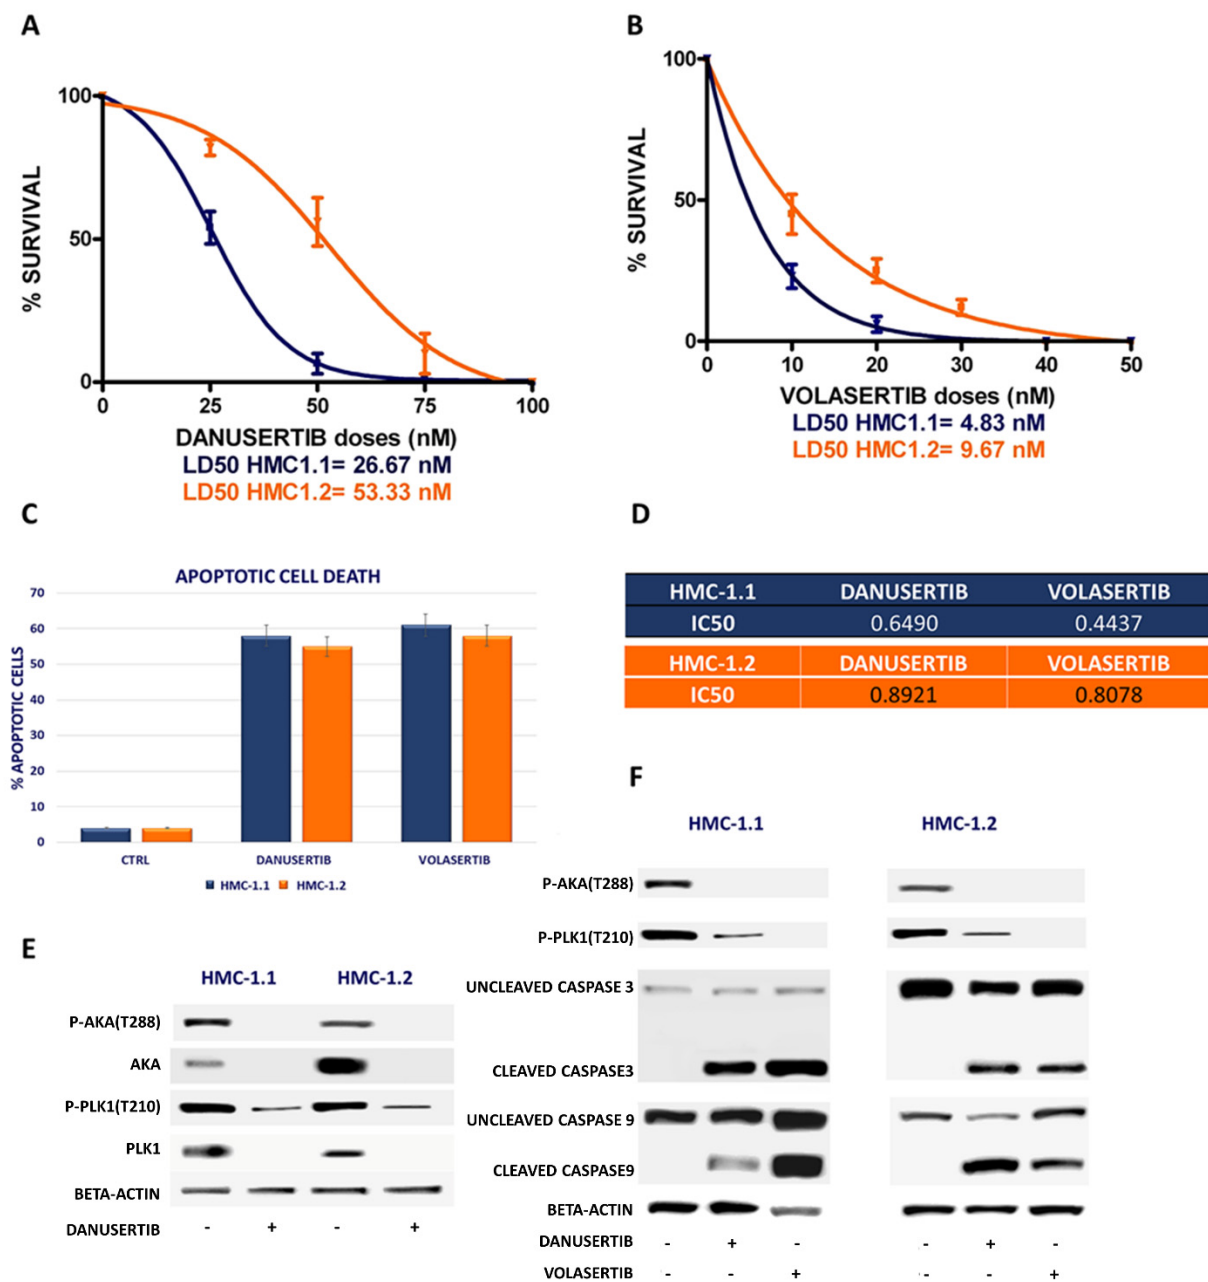 A
100
50
0
% SURVIVAL
0 25 50 75 100
DANUSERTIB doses (nM)
LD50 HMC1.1= 26.67 nM
LD50 HMC1.2= 53.33 nM
B
100
50
0
% SURVIVAL
0 10 20 30 40 50
VOLASERTIB doses (nM)
LD50 HMC1.1= 4.83 nM
LD50 HMC1.2= 9.67 nM
C
APOPTOTIC CELL DEATH
70
60
50
40
30
20
10
0
% APOPTOTIC CELLS
CTRL DANUSERTIB VOLASERTIB
HMC-1.1 HMC-1.2
D
HMC-1.1 DANUSERTIB VOLASERTIB
IC50 0.6490 0.4437
HMC-1.2 DANUSERTIB VOLASERTIB
IC50 0.8921 0.8078
E
HMC-1.1 HMC-1.2
P-AKA(T288)
AKA
P-PLK1(T210)
PLK1
BETA-ACTIN
DANUSERTIB - + - +
F
HMC-1.1 HMC-1.2
P-AKA(T288)
P-PLK1(T210)
UNCLEAVED CASPASE 3
CLEAVED CASPASE3
UNCLEAVED CASPASE 9
CLEAVED CASPASE9
BETA-ACTIN
DANUSERTIB - + - - + -
VOLASERTIB - - + - - +